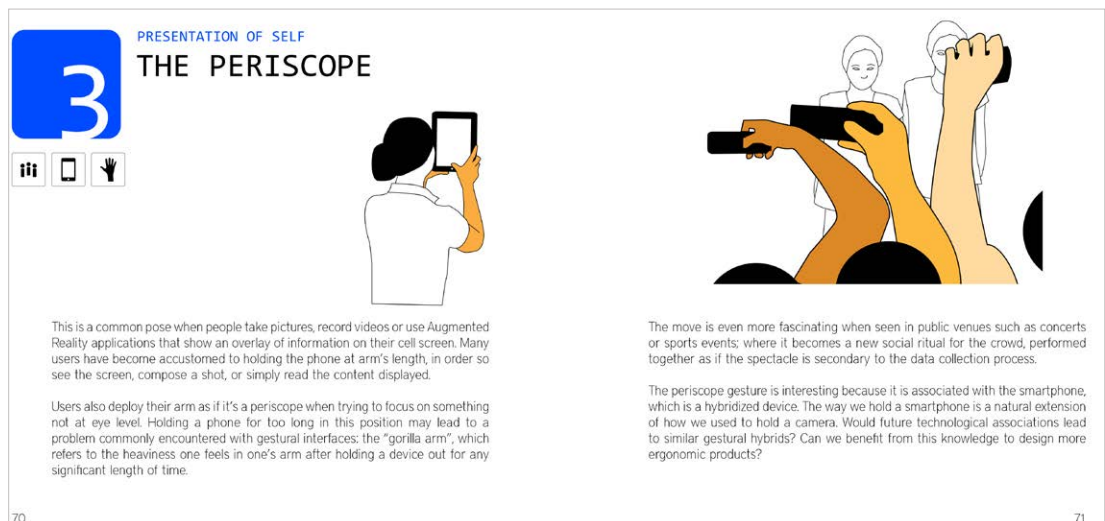 3
PRESENTATION OF SELF
THE PERISCOPE
This is a common pose when people take pictures, record videos or use Augmented
Reality applications that show an overlay of information on their cell screen. Many
users have become accustomed to holding the phone at arm's length, in order so
see the screen, compose a shot, or simply read the content displayed.
Users also deploy their arm as if it's a periscope when trying to focus on something
not at eye level. Holding a phone for too long in this position may lead to a
problem commonly encountered with gestural interfaces: the "gorilla arm", which
refers to the heaviness one feels in one's arm after holding a device out for any
significant length of time.
70
The move is even more fascinating when seen in public venues such as concerts
or sports events; where it becomes a new social ritual for the crowd, performed
together as if the spectacle is secondary to the data collection process.
The periscope gesture is interesting because it is associated with the smartphone,
which is a hybridized device. The way we hold a smartphone is a natural extension
of how we used to hold a camera. Would future technological associations lead
to similar gestural hybrids? Can we benefit from this knowledge to design more
ergonomic products?
71